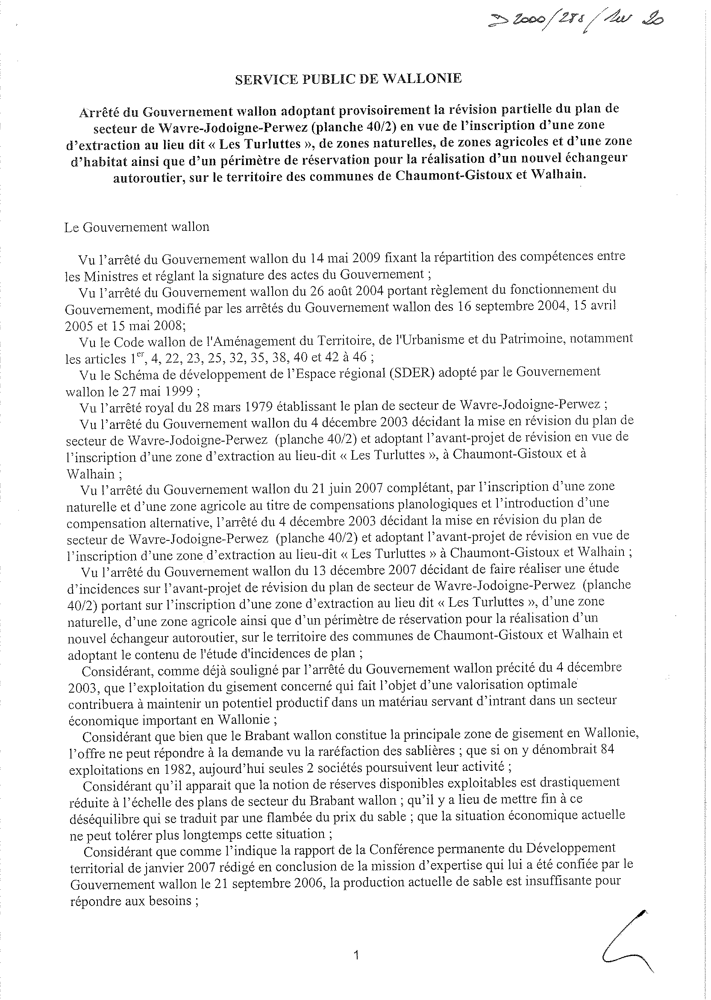 D 2000/288/
SERVICE PUBLIC DE WALLONIE
Arrêté du Gouvernement wallon adoptant provisoirement la révision partielle du plan de
secteur de Wavre-Jodoigne-Perwez (planche 40/2) en vue de l'inscription d'une zone
d'extraction au lieu dit « Les Turluttes », de zones naturelles, de zones agricoles et d'une zone
d'habitat ainsi que d'un périmètre de réservation pour la réalisation d'un nouvel échangeur
autoroutier, sur le territoire des communes de Chaumont-Gistoux et Walhain.
Le Gouvernement wallon
Vu l'arrêté du Gouvernement wallon du 14 mai 2009 fixant la répartition des compétences entre
les Ministres et réglant la signature des actes du Gouvernement ;
Vu l'arrêté du Gouvernement wallon du 26 août 2004 portant règlement du fonctionnement du
Gouvernement, modifié par les arrêtés du Gouvernement wallon des 16 septembre 2004, 15 avril
2005 et 15 mai 2008;
Vu le Code wallon de l'Aménagement du Territoire, de l'Urbanisme et du Patrimoine, notamment
les articles 1er, 4, 22, 23, 25, 32, 35, 38, 40 et 42 à 46 ;
Vu le Schéma de développement de l'Espace régional (SDER) adopté par le Gouvernement
wallon le 27 mai 1999 ;
Vu l'arrêté royal du 28 mars 1979 établissant le plan de secteur de Wavre-Jodoigne-Perwez ;
Vu l'arrêté du Gouvernement wallon du 4 décembre 2003 décidant la mise en révision du plan de
secteur de Wavre-Jodoigne-Perwez (planche 40/2) et adoptant l'avant-projet de révision en vue de
l'inscription d'une zone d'extraction au lieu-dit « Les Turluttes », à Chaumont-Gistoux et à
Walhain ;
Vu l'arrêté du Gouvernement wallon du 21 juin 2007 complétant, par l'inscription d'une zone
naturelle et d'une zone agricole au titre de compensations planologiques et l'introduction d'une
compensation alternative, l'arrêté du 4 décembre 2003 décidant la mise en révision du plan de
secteur de Wavre-Jodoigne-Perwez (planche 40/2) et adoptant l'avant-projet de révision en vue de
l'inscription d'une zone d'extraction au lieu-dit « Les Turluttes » à Chaumont-Gistoux et Walhain ;
Vu l'arrêté du Gouvernement wallon du 13 décembre 2007 décidant de faire réaliser une étude
d'incidences sur l'avant-projet de révision du plan de secteur de Wavre-Jodoigne-Perwez (planche
40/2) portant sur l'inscription d'une zone d'extraction au lieu dit « Les Turluttes », d'une zone
naturelle, d'une zone agricole ainsi que d'un périmètre de réservation pour la réalisation d'un
nouvel échangeur autoroutier, sur le territoire des communes de Chaumont-Gistoux et Walhain et
adoptant le contenu de l'étude d'incidences de plan ;
Considérant, comme déjà souligné par l'arrêté du Gouvernement wallon précité du 4 décembre
2003, que l'exploitation du gisement concerné qui fait l'objet d'une valorisation optimale
contribuera à maintenir un potentiel productif dans un matériau servant d'intrant dans un secteur
économique important en Wallonie ;
Considérant que bien que le Brabant wallon constitue la principale zone de gisement en Wallonie,
l'offre ne peut répondre à la demande vu la raréfaction des sablières ; que si on y dénombrait 84
exploitations en 1982, aujourd'hui seules 2 sociétés poursuivent leur activité ;
Considérant qu'il apparait que la notion de réserves disponibles exploitables est drastiquement
réduite à l'échelle des plans de secteur du Brabant wallon ; qu'il y a lieu de mettre fin à ce
déséquilibre qui se traduit par une flambée du prix du sable ; que la situation économique actuelle
ne peut tolérer plus longtemps cette situation ;
Considérant que comme l'indique la rapport de la Conférence permanente du Développement
territorial de janvier 2007 rédigé en conclusion de la mission d'expertise qui lui a été confiée par le
Gouvernement wallon le 21 septembre 2006, la production actuelle de sable est insuffisante pour
répondre aux besoins ;
1